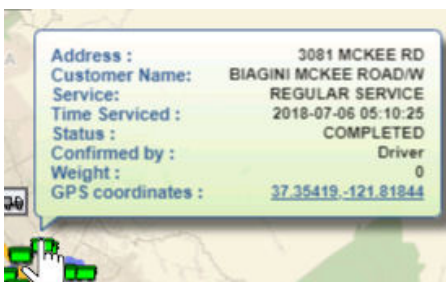 Address : 3081 MCKEE RD
Customer Name: BIAGINI MCKEE ROAD/W
Service: REGULAR SERVICE
Time Serviced : 2018-07-06 05:10:25
Status : COMPLETED
Confirmed by : Driver
Weight : 0
GPS coordinates : 37.35419,-121.81844